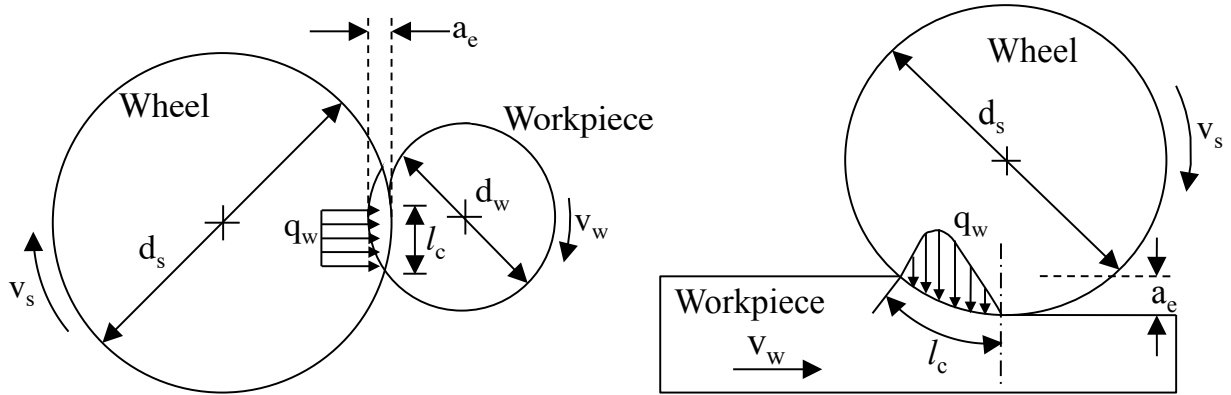 a_e
Wheel
Workpiece
d_s
d_w
q_w
l_c
v_s
v_w
Wheel
d_s
v_s
q_w
Workpiece
a_e
v_w
l_c